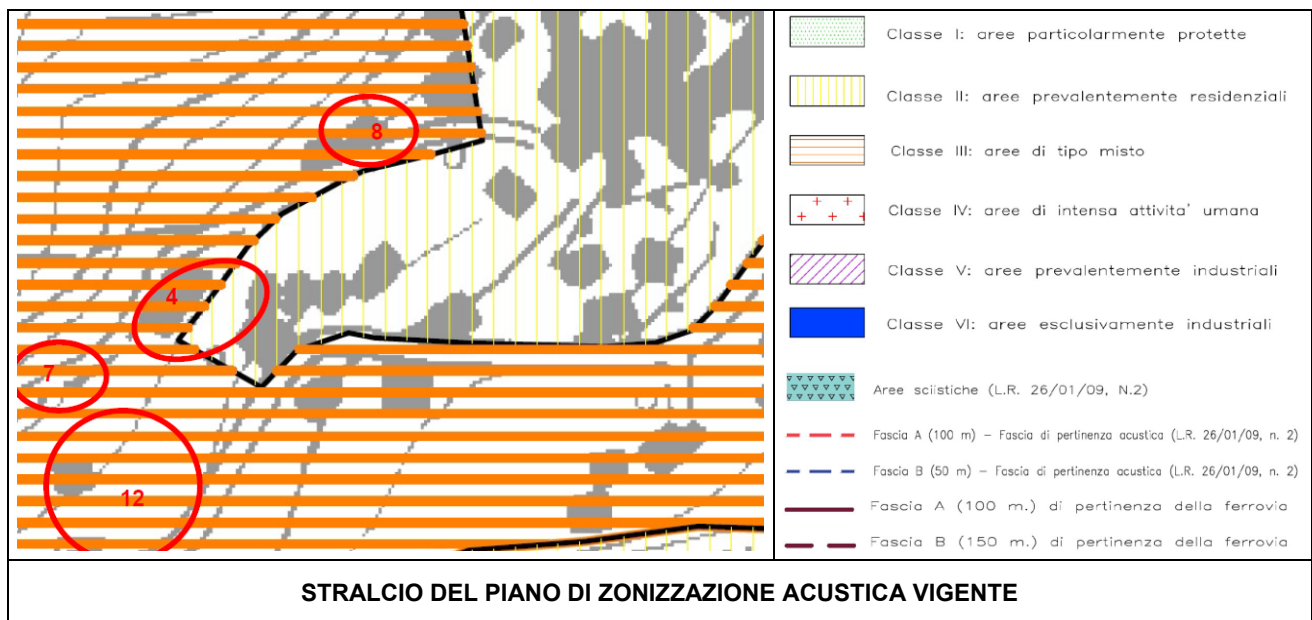 8
4
7
12
Classe I: aree particolarmente protette
Classe II: aree prevalentemente residenziali
Classe III: aree di tipo misto
Classe IV: aree di intensa attivita' umana
Classe V: aree prevalentemente industriali
Classe VI: aree esclusivamente industriali
Aree sciistiche (L.R. 26/01/09, N.2)
Fascia A (100 m) – Fascia di pertinenza acustica (L.R. 26/01/09, n. 2)
Fascia B (50 m) – Fascia di pertinenza acustica (L.R. 26/01/09, n. 2)
Fascia A (100 m.) di pertinenza della ferrovia
Fascia B (150 m.) di pertinenza della ferrovia
STRALCIO DEL PIANO DI ZONIZZAZIONE ACUSTICA VIGENTE